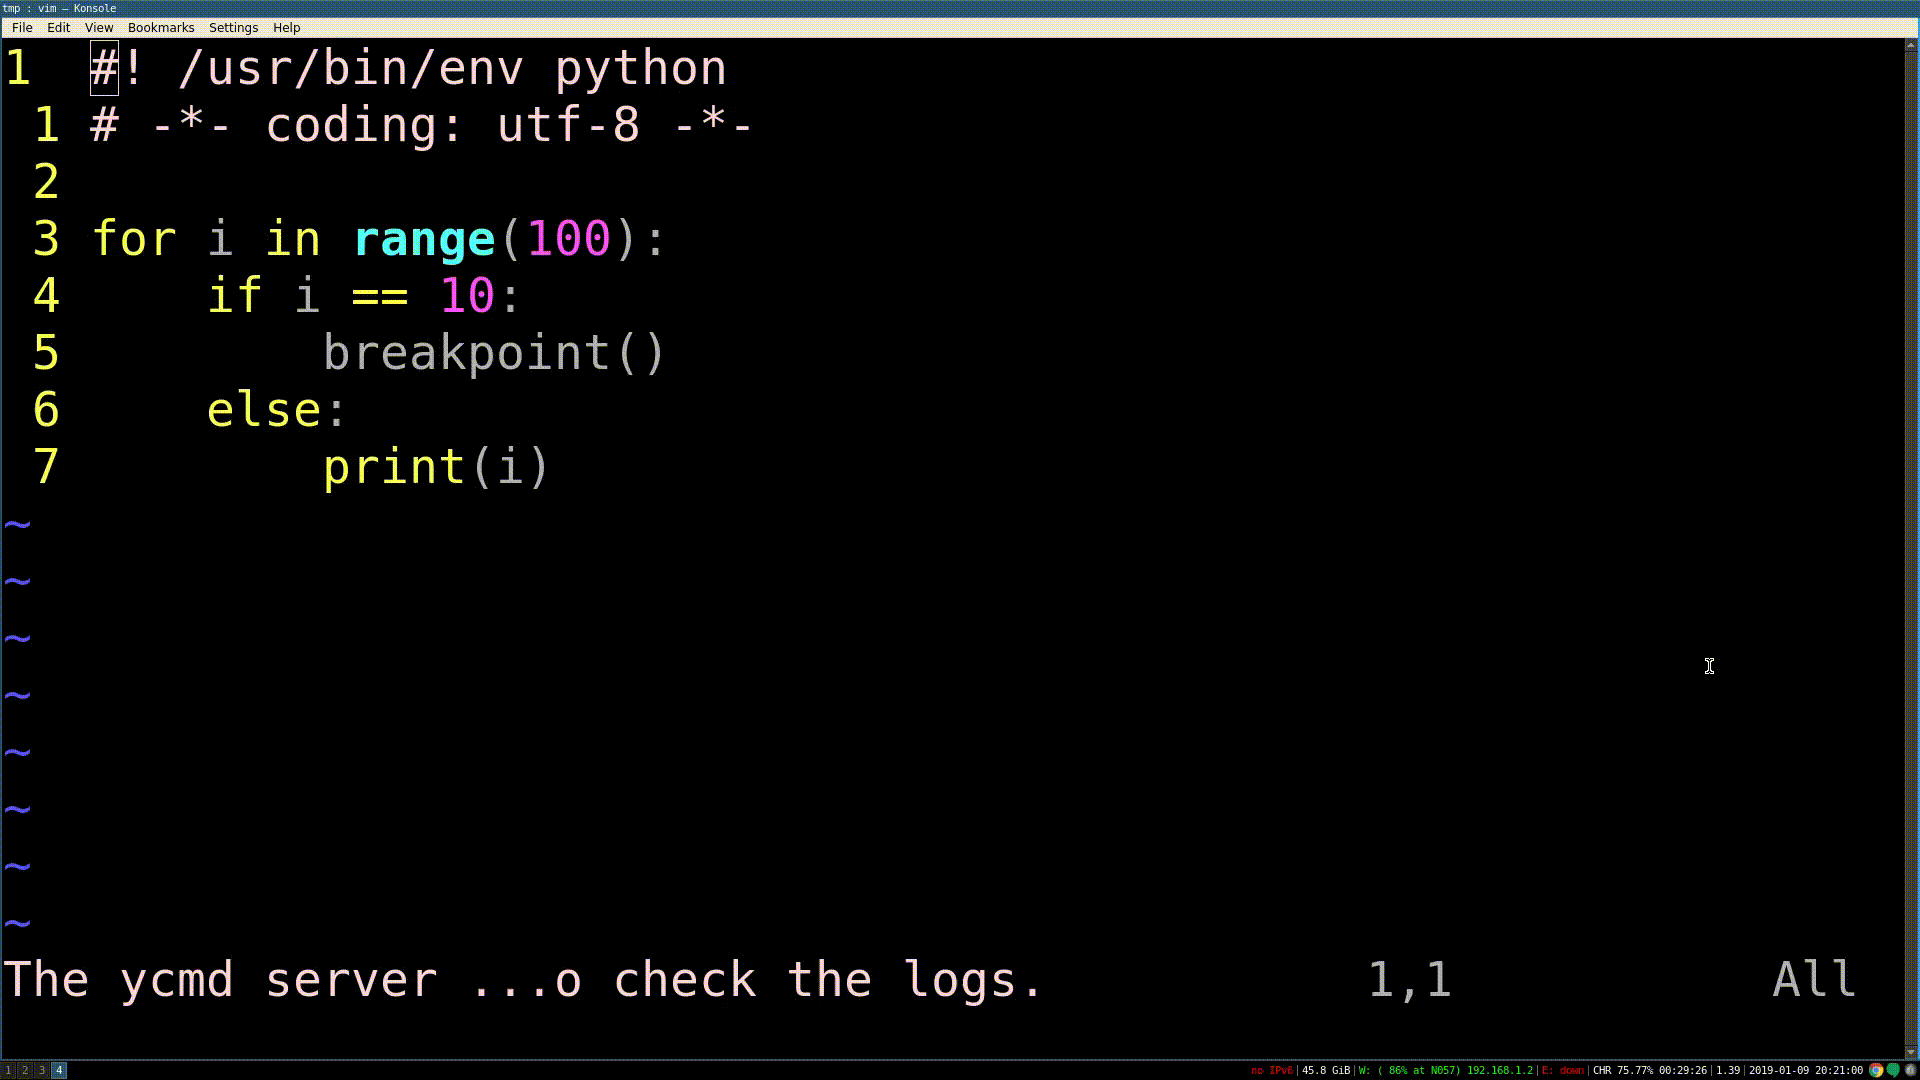 tmp : vim — Konsole
File Edit View Bookmarks Settings Help
1 #! /usr/bin/env python
1 # -*- coding: utf-8 -*-
2
3 for i in range(100):
4     if i == 10:
5         breakpoint()
6     else:
7         print(i)
~
~
~
~
~
~
~
~
The ycmd server ...o check the logs. 1,1 All
1 2 3 4 no IPv6|45.8 GiB|W: ( 86% at N057) 192.168.1.2|E: down|CHR 75.77% 00:29:26|1.39|2019-01-09 20:21:00